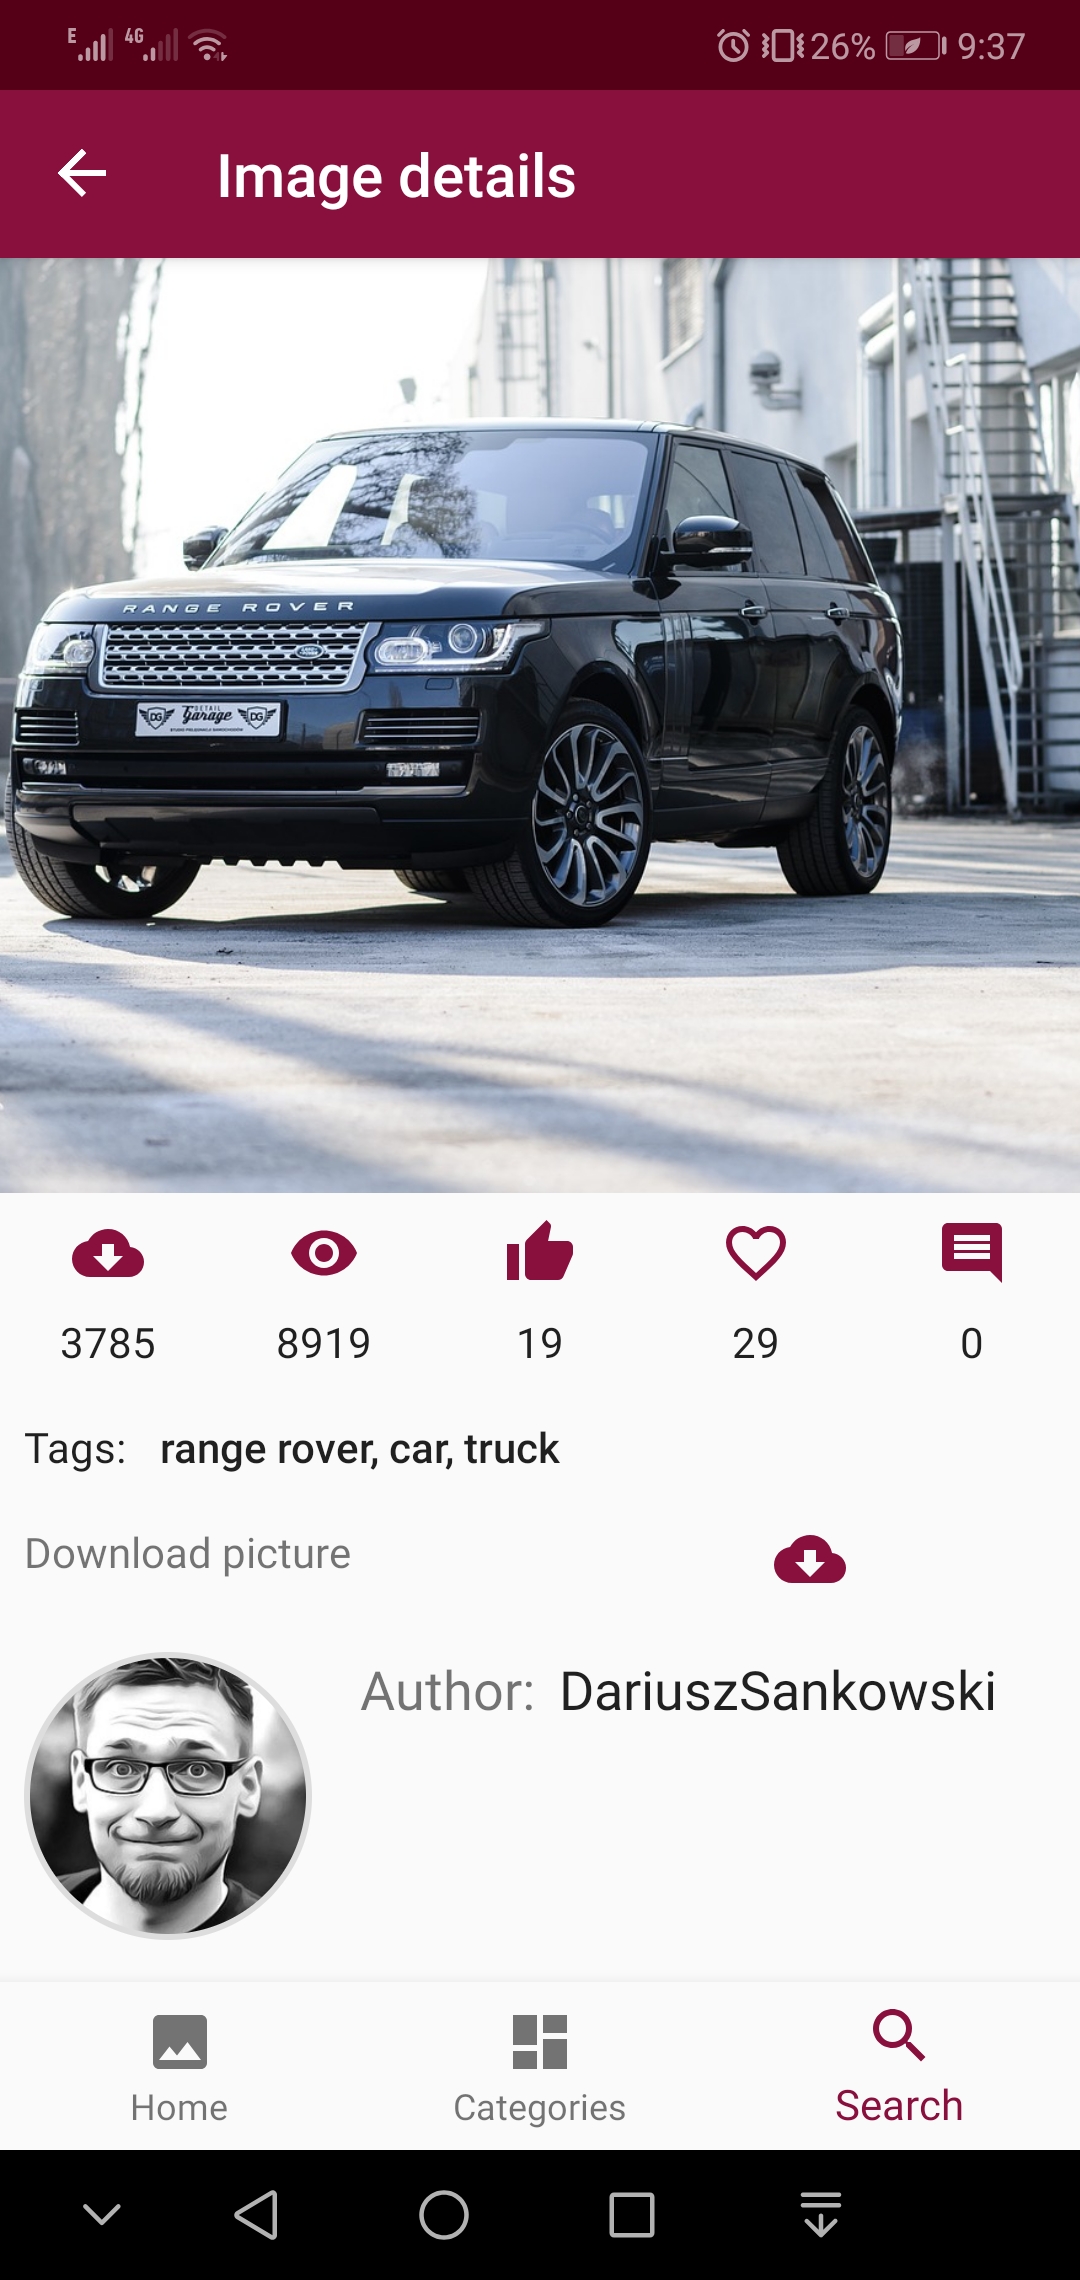 E 4G 26% 9:37
Image details
RANGE ROVER
DETAIL
DG Garage DG
3785 8919 19 29 0
Tags: range rover, car, truck
Download picture
Author: DariuszSankowski
Home Categories Search